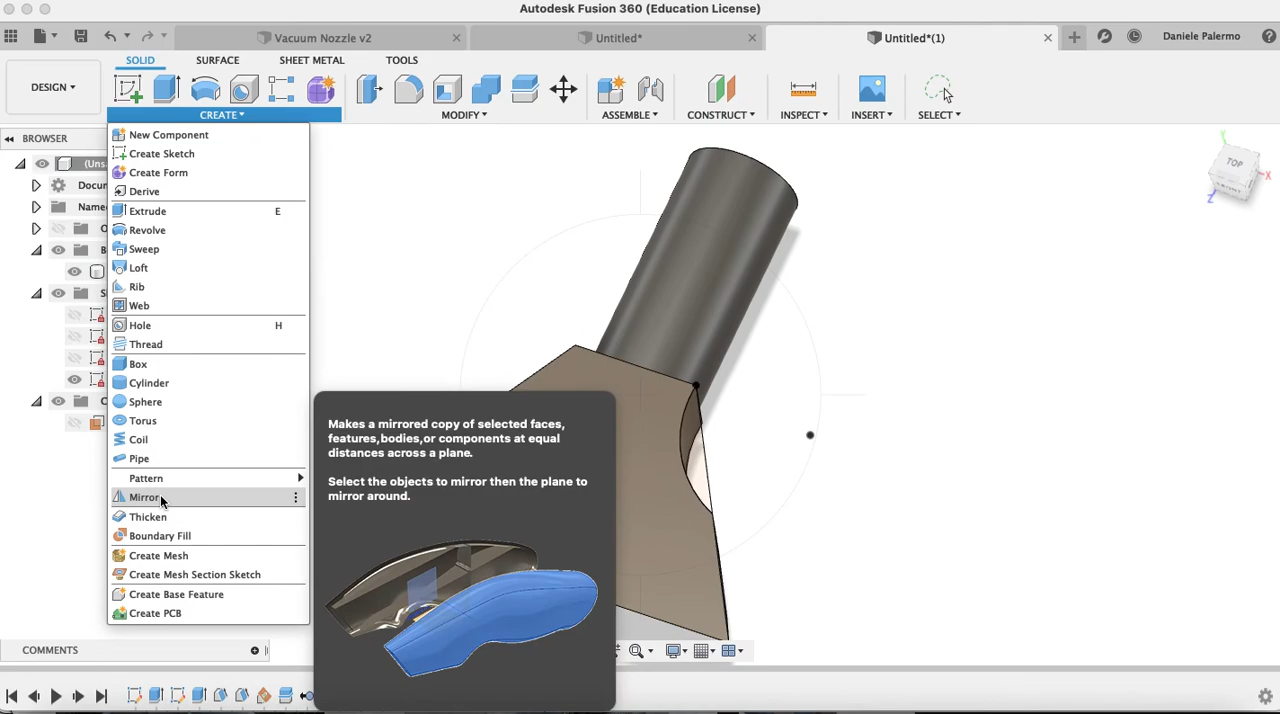 Autodesk Fusion 360 (Education License)
Vacuum Nozzle v2
Untitled*
Untitled*(1)
Daniele Palermo
DESIGN
SOLID
SURFACE
SHEET METAL
TOOLS
CREATE
MODIFY
ASSEMBLE
CONSTRUCT
INSPECT
INSERT
SELECT
BROWSER
(Uns
Docum
Name
O
B
S
C
New Component
Create Sketch
Create Form
Derive
Extrude E
Revolve
Sweep
Loft
Rib
Web
Hole H
Thread
Box
Cylinder
Sphere
Torus
Coil
Pipe
Pattern
Mirror
Thicken
Boundary Fill
Create Mesh
Create Mesh Section Sketch
Create Base Feature
Create PCB
Makes a mirrored copy of selected faces,
features,bodies,or components at equal
distances across a plane.
Select the objects to mirror then the plane to
mirror around.
Y
TOP
X
Z
COMMENTS